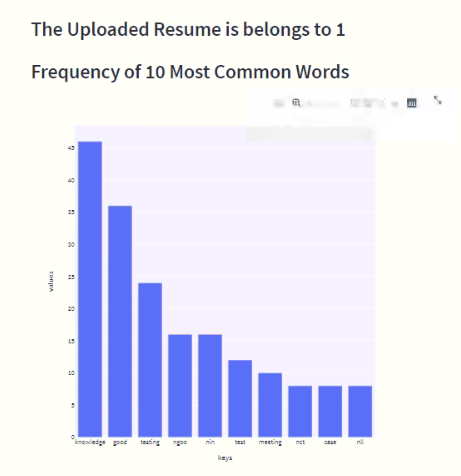 The Uploaded Resume is belongs to 1
Frequency of 10 Most Common Words
45
40
35
30
25
20
15
10
5
0
values
knowledge good testing ngoo nin test meeting nct case nil
keys